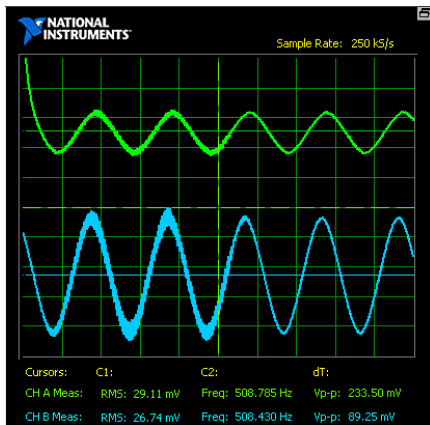 NATIONAL
INSTRUMENTS
Sample Rate: 250 kS/s
Cursors: C1: C2: dT:
CH A Meas: RMS: 29.11 mV Freq: 508.785 Hz Vp-p: 233.50 mV
CH B Meas: RMS: 26.74 mV Freq: 508.430 Hz Vp-p: 89.25 mV